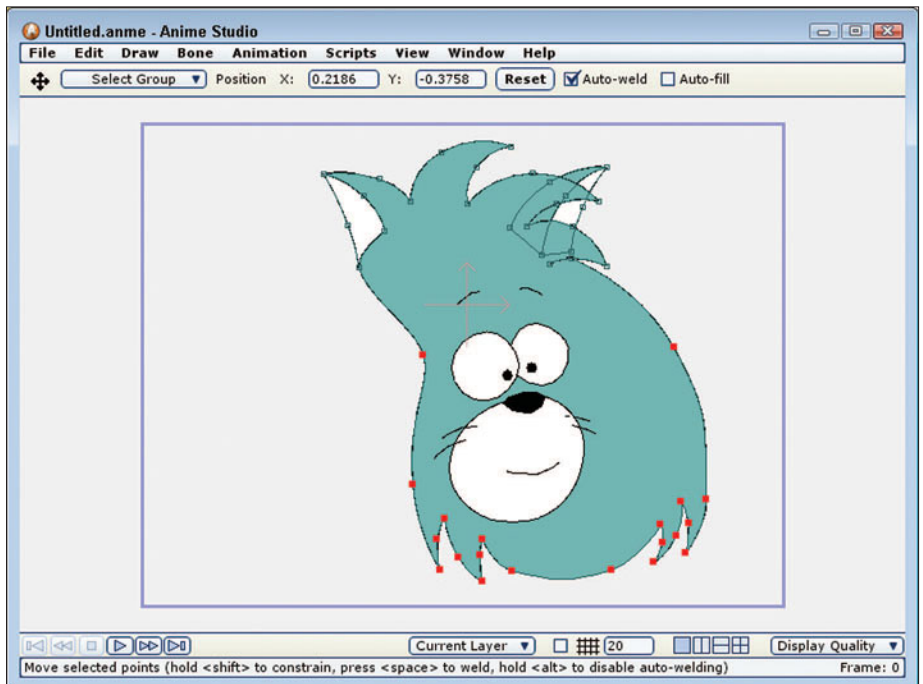 Untitled.anme - Anime Studio
File Edit Draw Bone Animation Scripts View Window Help
Select Group Position X: 0.2186 Y: -0.3758 Reset Auto-weld Auto-fill
Current Layer 20 Display Quality
Move selected points (hold <shift> to constrain, press <space> to weld, hold <alt> to disable auto-welding) Frame: 0